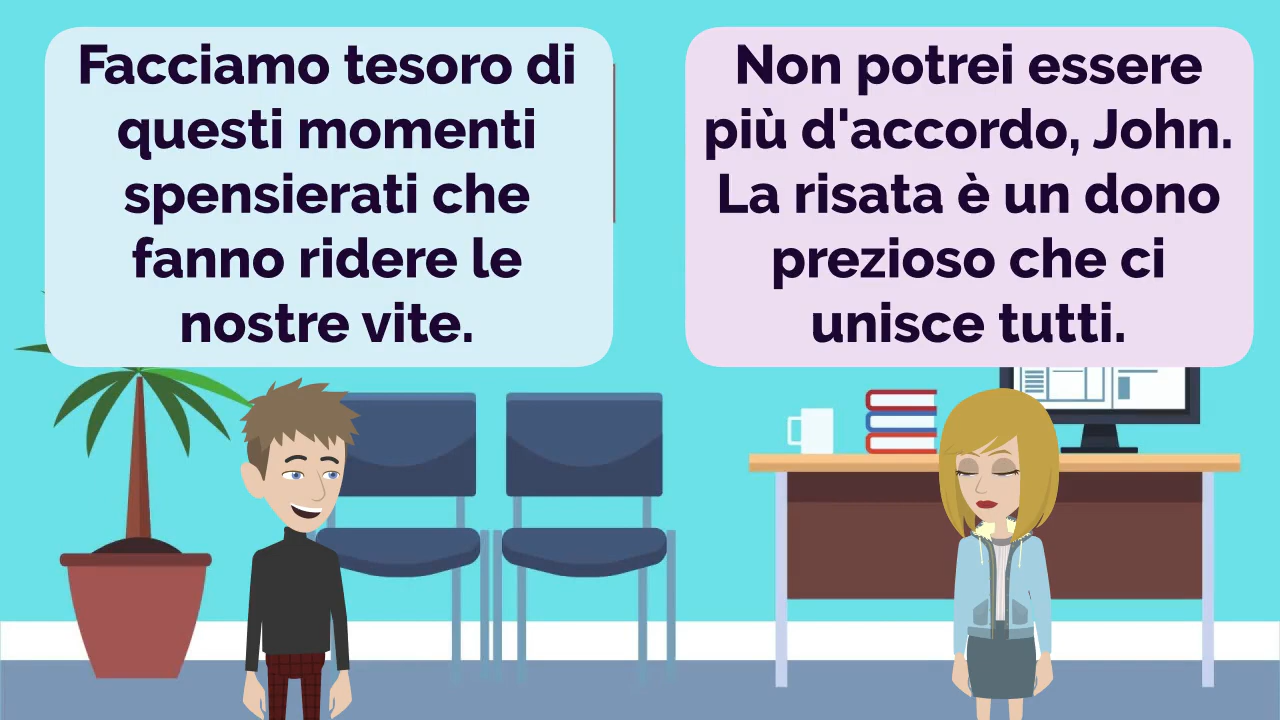 Facciamo tesoro di
questi momenti
spensierati che
fanno ridere le
nostre vite.
Non potrei essere
più d'accordo, John.
La risata è un dono
prezioso che ci
unisce tutti.